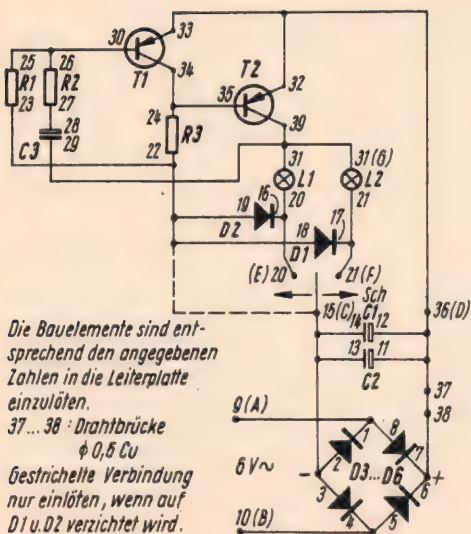 30
33
T1
34
T2
25
R1
23
26
R2
27
28
29
C3
24
R3
22
35
32
39
31
L1
20
31(G)
L2
21
19
16
D2
18
17
D1
(E) 20
21(F)
Sch
15(C)
14 C1 12
13 11
C2
36(D)
37
38
Die Bauelemente sind ent-
sprechend den angegebenen
Zahlen in die Leiterplatte
einzulöten.
37...38 : Drahtbrücke
ϕ 0,5 Cu
Gestrichelte Verbindung
nur einlöten, wenn auf
D1 u. D2 verzichtet wird.
9(A)
6V~
10(B)
1
8
2
7
D3...D6
-
+
3
6
4
5